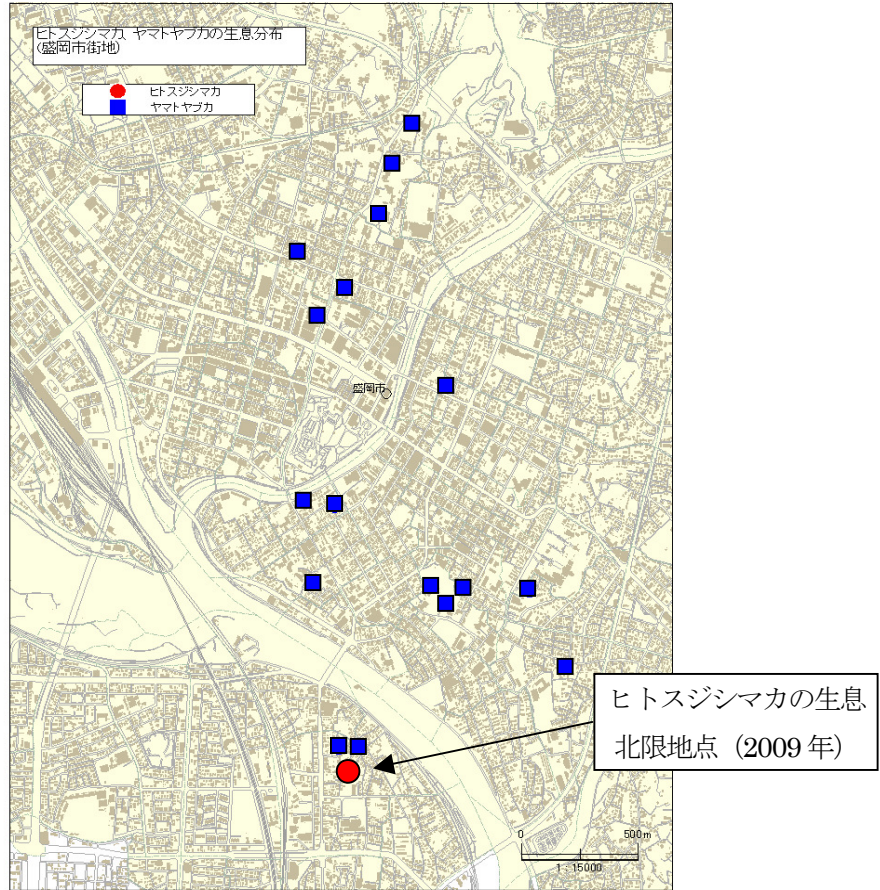 ヒトスジシマカ, ヤマトヤブカの生息分布
(盛岡市街地)
ヒトスジシマカ
ヤマトヤブカ
盛岡市
ヒトスジシマカの生息
北限地点（2009 年）
0 500m
1 : 15000